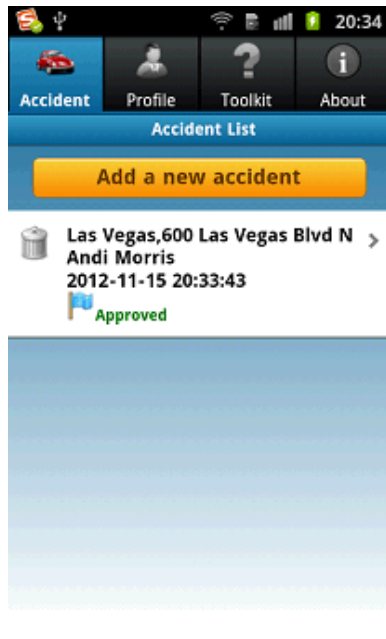 20:34
Accident Profile Toolkit About
Accident List
Add a new accident
Las Vegas,600 Las Vegas Blvd N
Andi Morris
2012-11-15 20:33:43
Approved